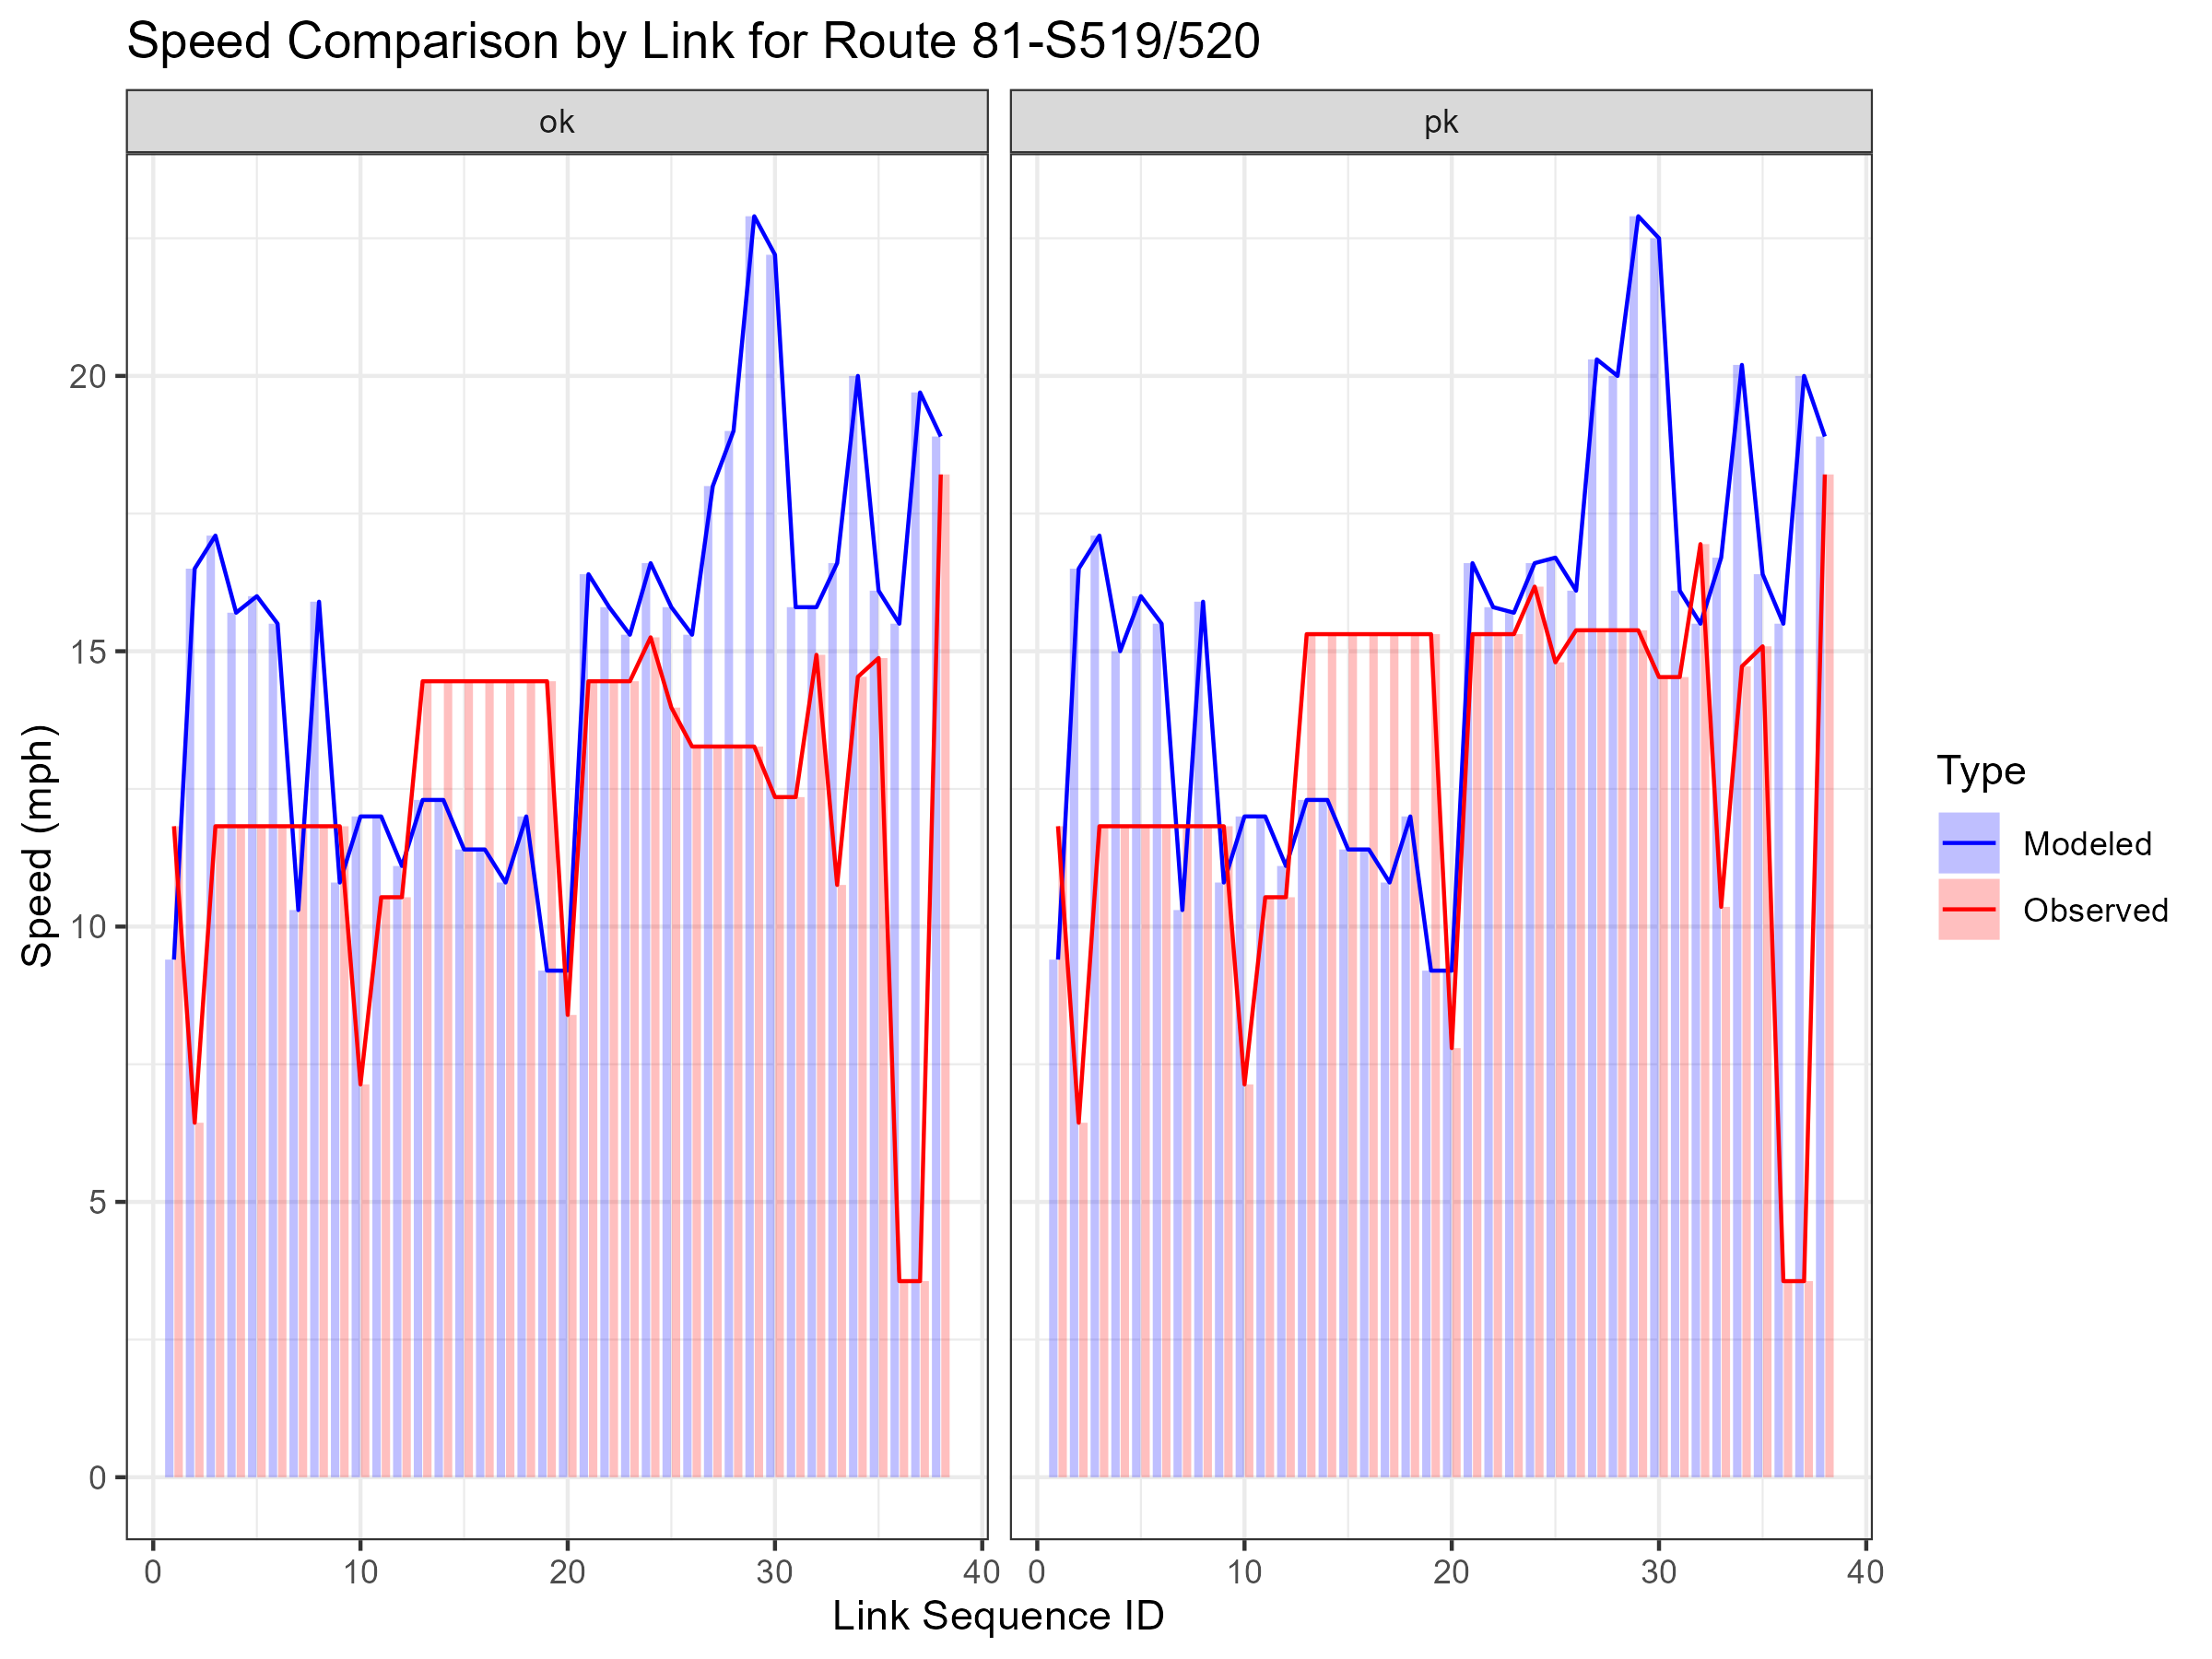 Speed Comparison by Link for Route 81-S519/520
ok
pk
Speed (mph)
20
15
10
5
0
0 10 20 30 40
0 10 20 30 40
Link Sequence ID
Type
Modeled
Observed